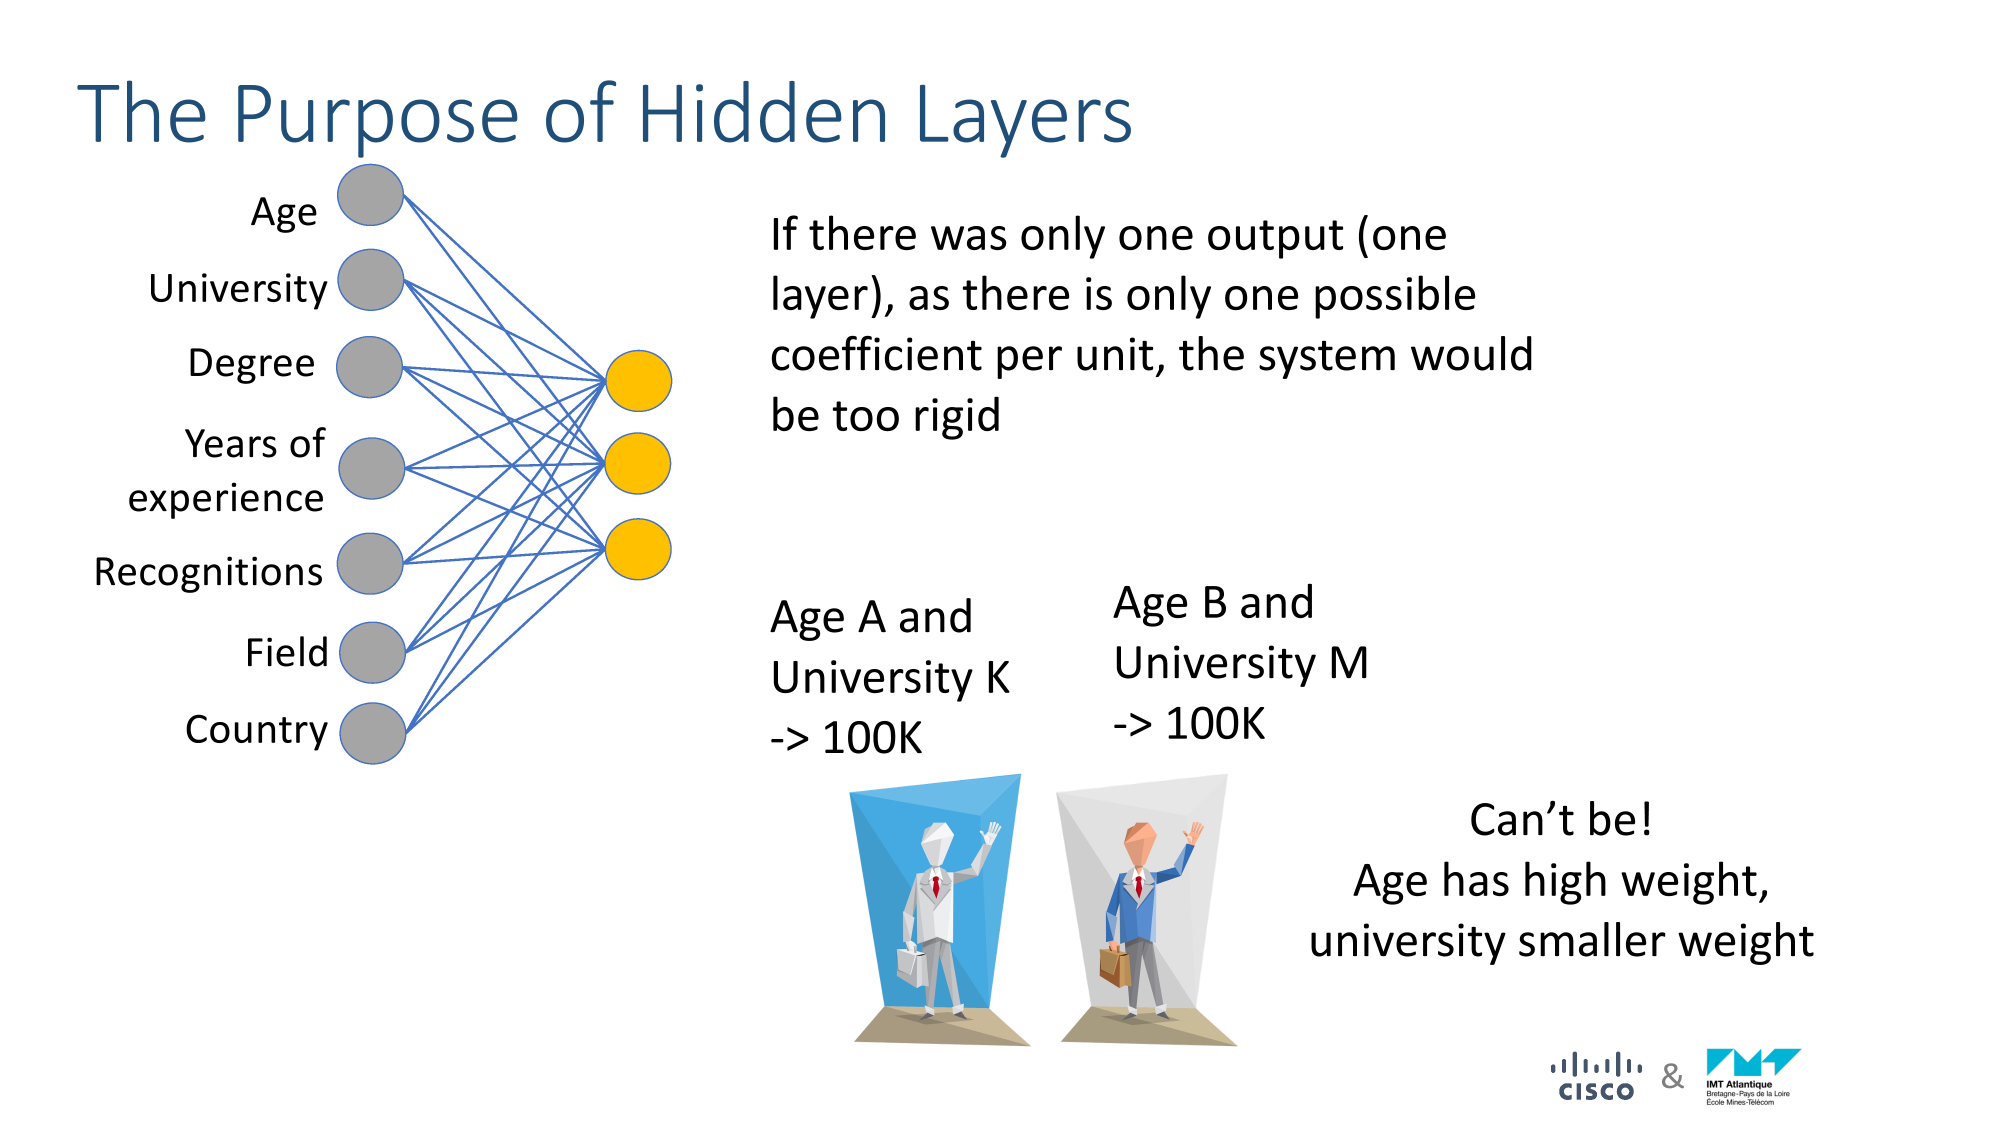 The Purpose of Hidden Layers
Age
University
Degree
Years of
experience
Recognitions
Field
Country
If there was only one output (one
layer), as there is only one possible
coefficient per unit, the system would
be too rigid
Age A and
University K
-> 100K
Age B and
University M
-> 100K
Can’t be!
Age has high weight,
university smaller weight
CISCO
&
IMT Atlantique
Bretagne-Pays de la Loire
École Mines-Télécom